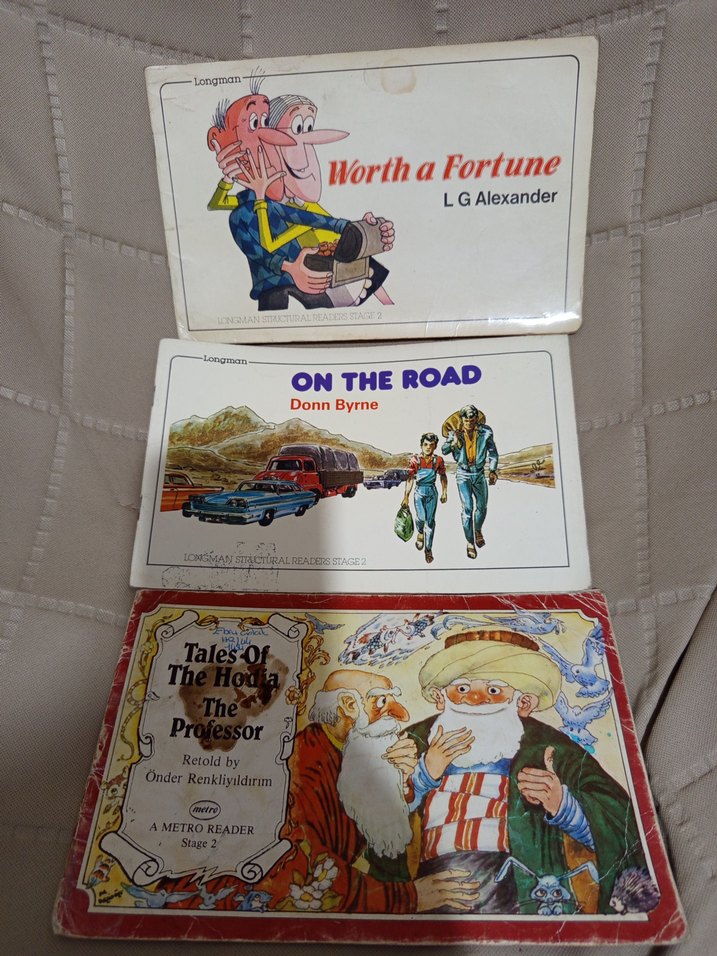 Longman
Worth a Fortune
L G Alexander
LONGMAN STRUCTURAL READERS STAGE 2
Longman
ON THE ROAD
Donn Byrne
LONGMAN STRUCTURAL READERS STAGE 2
Tales Of
The Hodja
The
Professor
Retold by
Önder Renkliyıldırım
metro
A METRO READER
Stage 2